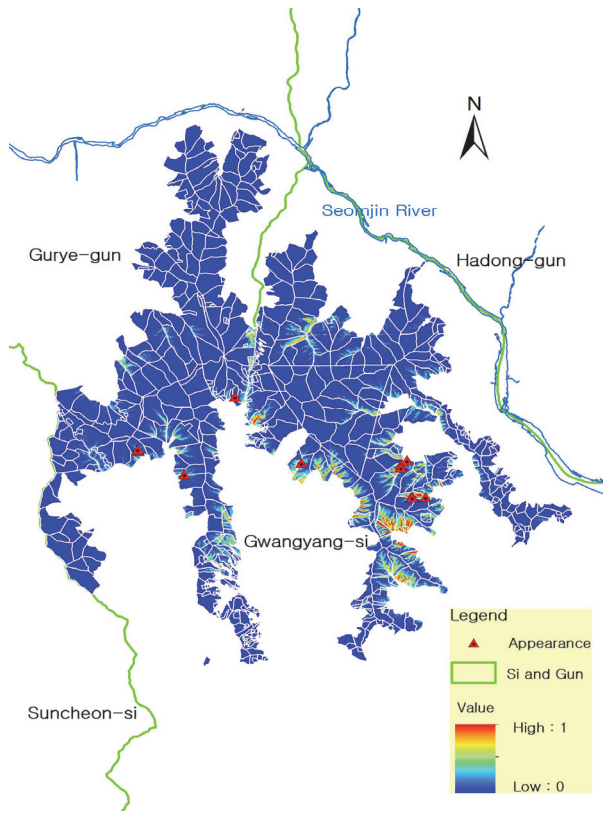 N
Seomjin River
Gurye-gun
Hadong-gun
Gwangyang-si
Suncheon-si
Legend
Appearance
Si and Gun
Value
High : 1
Low : 0